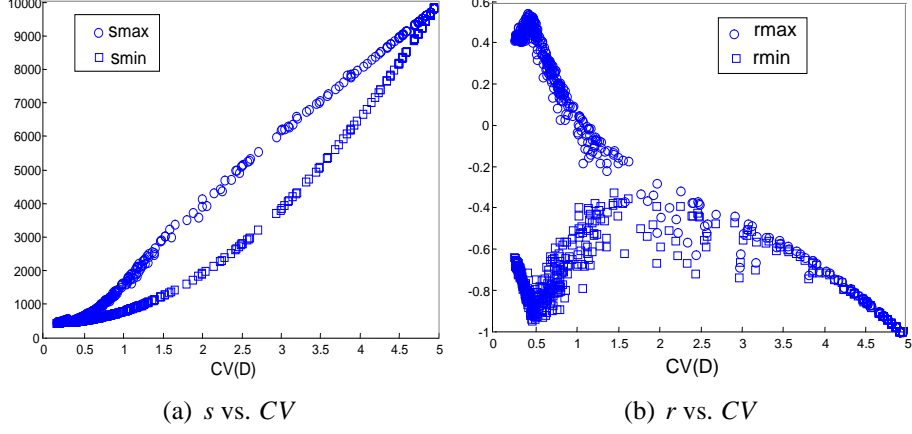 10000
9000
8000
7000
6000
5000
4000
3000
2000
1000
0
smax
smin
0 0.5 1 1.5 2 2.5 3 3.5 4 4.5 5
CV(D)
(a) s vs. CV
0.6
0.4
0.2
0
-0.2
-0.4
-0.6
-0.8
-1
rmax
rmin
0 0.5 1 1.5 2 2.5 3 3.5 4 4.5 5
CV(D)
(b) r vs. CV